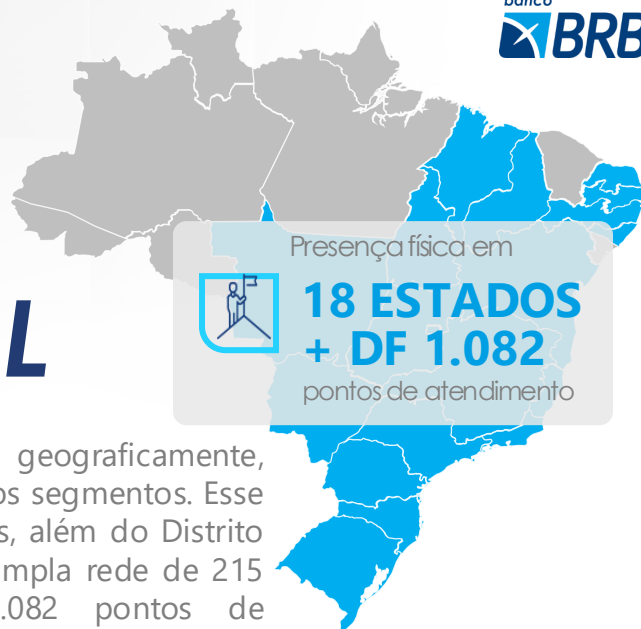 banco
BRB
Presença física em
18 ESTADOS
+ DF 1.082
pontos de atendimento
L
geograficamente,
os segmentos. Esse
s, além do Distrito
mpla rede de 215
.082 pontos de